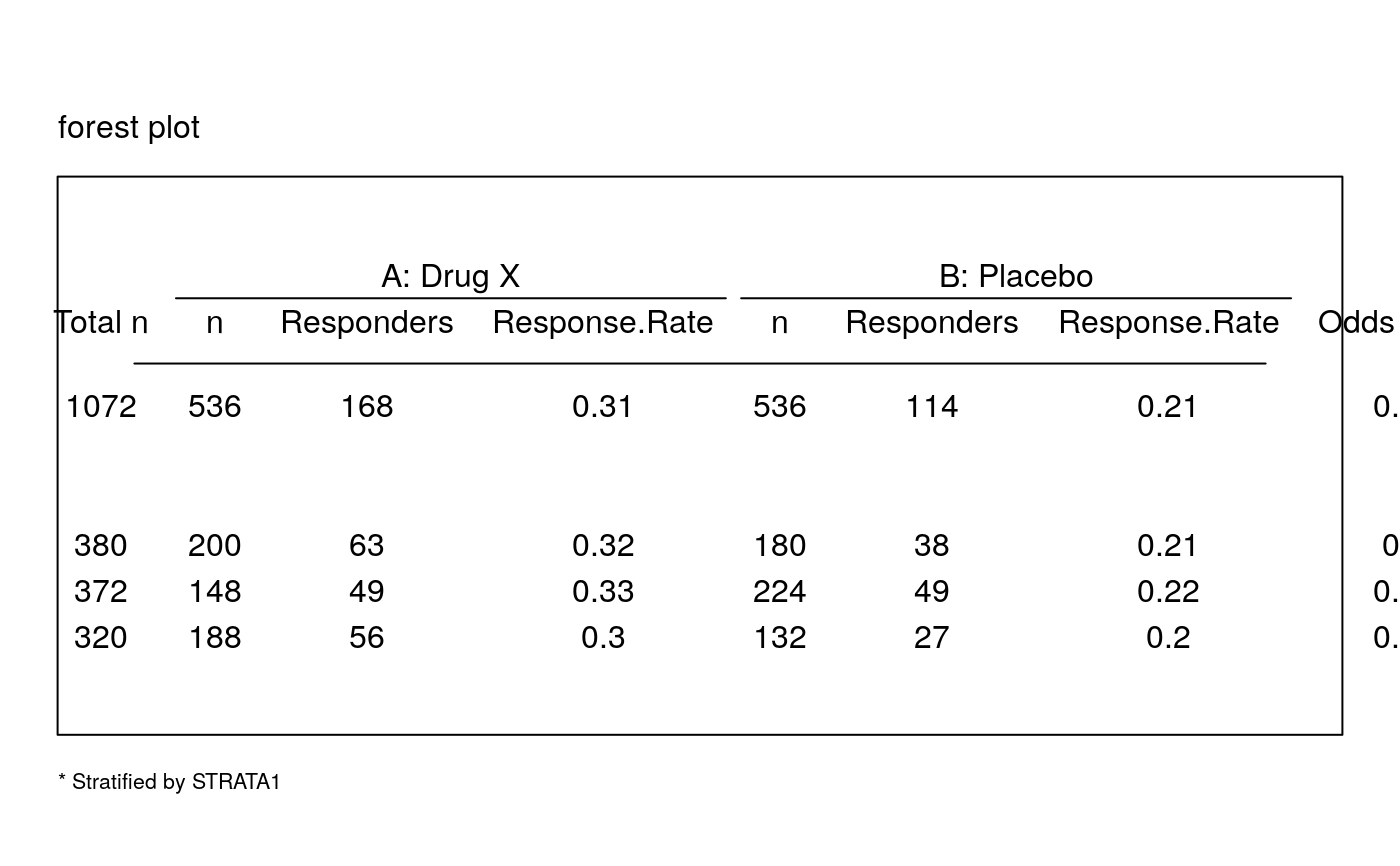 forest plot
A: Drug X B: Placebo
Total n n Responders Response.Rate n Responders Response.Rate Odds
1072 536 168 0.31 536 114 0.21 0.
380 200 63 0.32 180 38 0.21 0
372 148 49 0.33 224 49 0.22 0.
320 188 56 0.3 132 27 0.2 0.
* Stratified by STRATA1